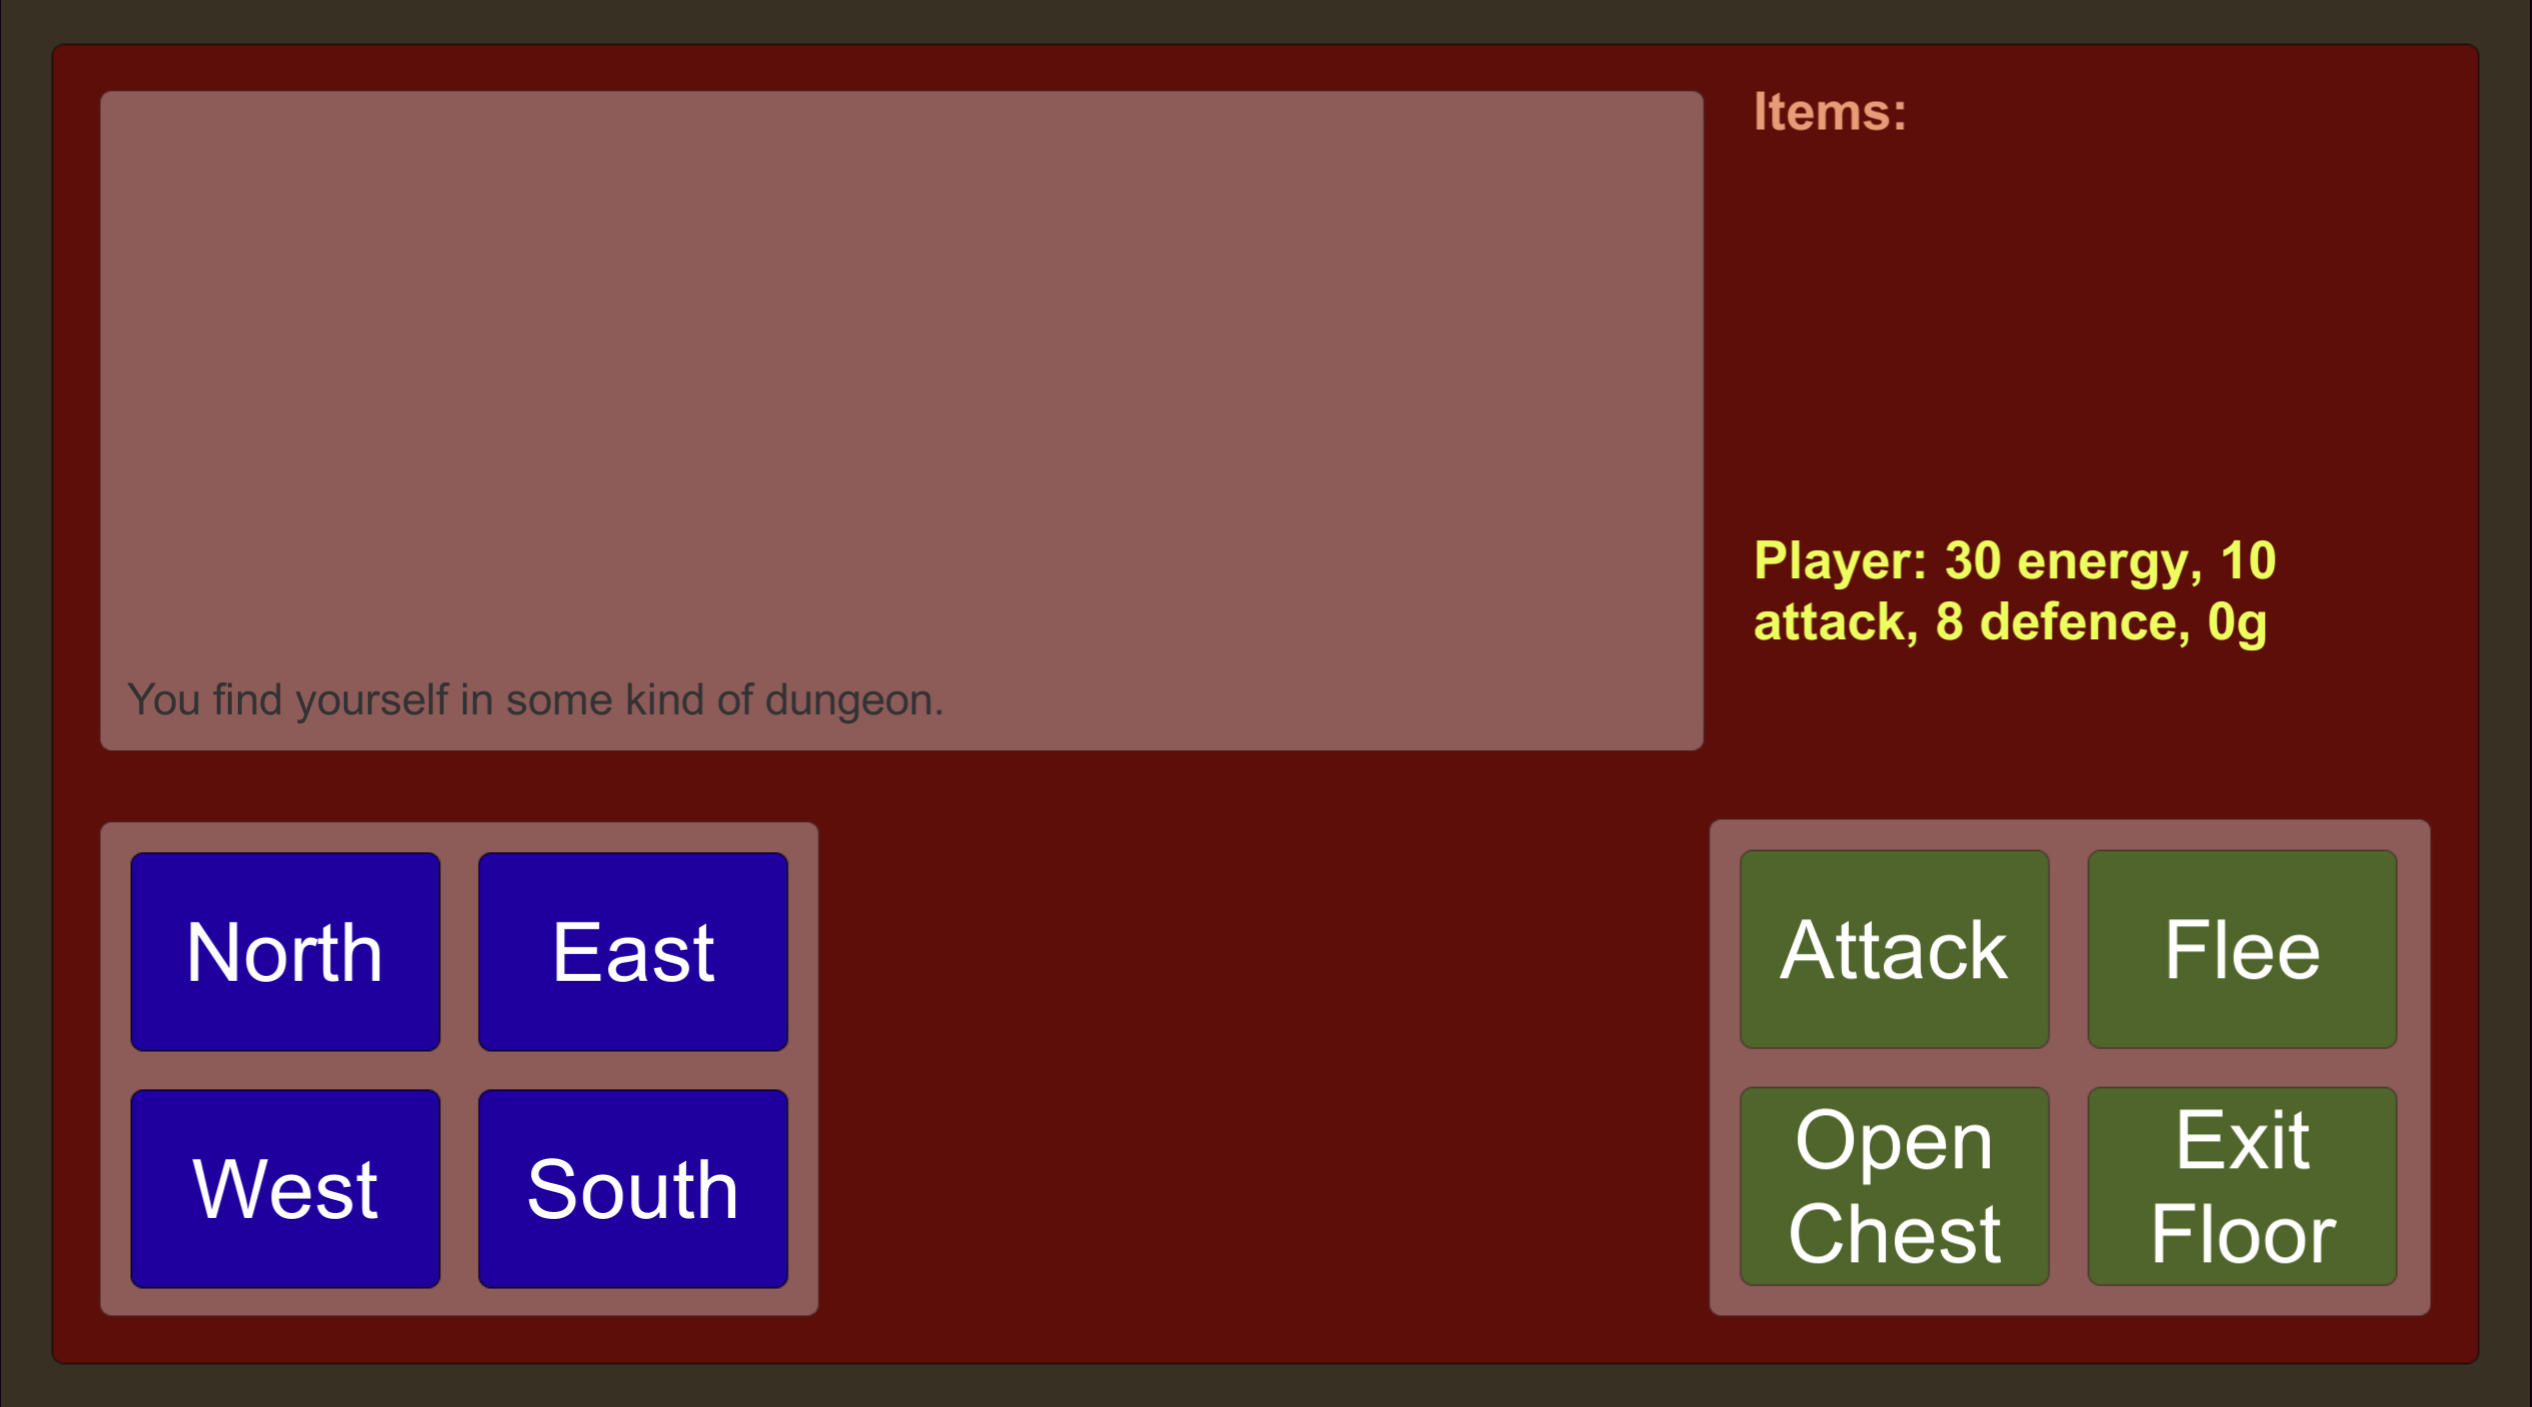 Items:
Player: 30 energy, 10
attack, 8 defence, 0g
You find yourself in some kind of dungeon.
North
East
West
South
Attack
Flee
Open
Chest
Exit
Floor